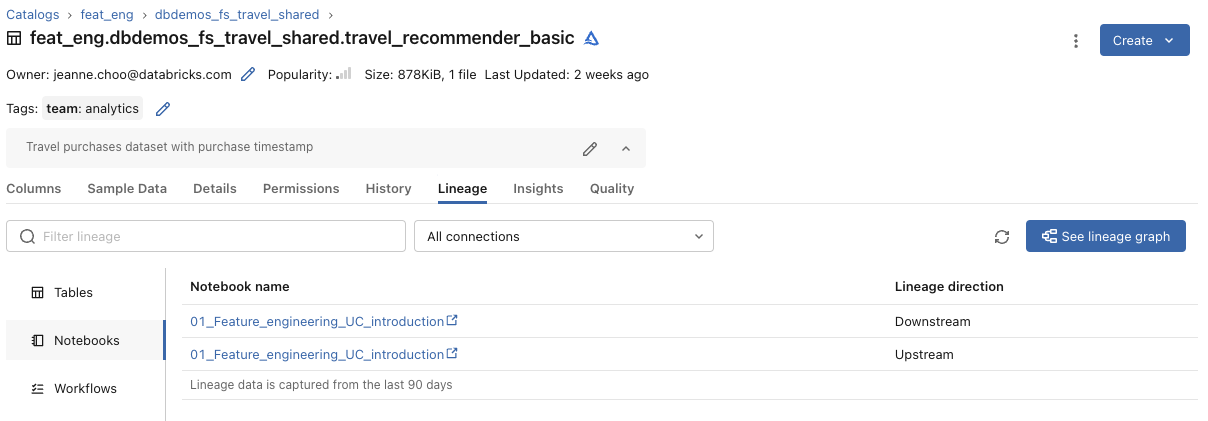 Catalogs › feat_eng › dbdemos_fs_travel_shared ›
feat_eng.dbdemos_fs_travel_shared.travel_recommender_basic
Create
Owner: jeanne.choo@databricks.com Popularity: Size: 878KiB, 1 file Last Updated: 2 weeks ago
Tags: team: analytics
Travel purchases dataset with purchase timestamp
Columns Sample Data Details Permissions History Lineage Insights Quality
Filter lineage All connections See lineage graph
Tables
Notebooks
Workflows
Notebook name Lineage direction
01_Feature_engineering_UC_introduction Downstream
01_Feature_engineering_UC_introduction Upstream
Lineage data is captured from the last 90 days